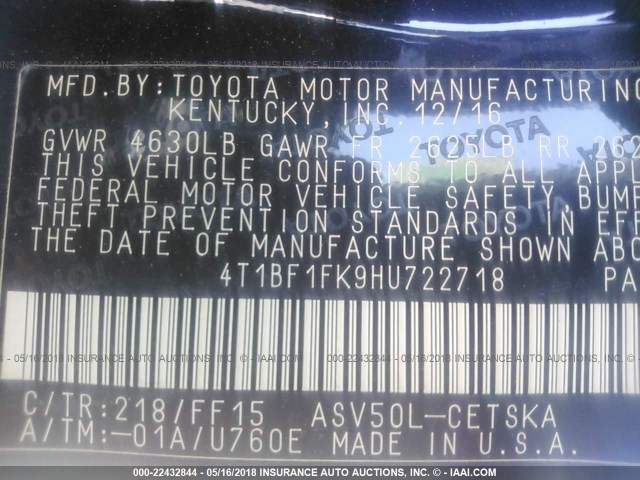 MFD.BY:TOYOTA MOTOR MANUFACTURING
KENTUCKY, INC. 12/16
GVWR 4630LB GAWR FR 2625LB RR 262
THIS VEHICLE CONFORMS TO ALL APPL
FEDERAL MOTOR VEHICLE SAFETY, BUMP
THEFT PREVENTION STANDARDS IN EFF
THE DATE OF MANUFACTURE SHOWN ABO
4T1BF1FK9HU722718 PA
C/TR:218/FF15 ASV50L-CETSKA
A/TM:-01A/U760E MADE IN U.S.A.
TOYOTA
000-22432844 - 05/16/2018 INSURANCE AUTO AUCTIONS - © - IAAI.COM